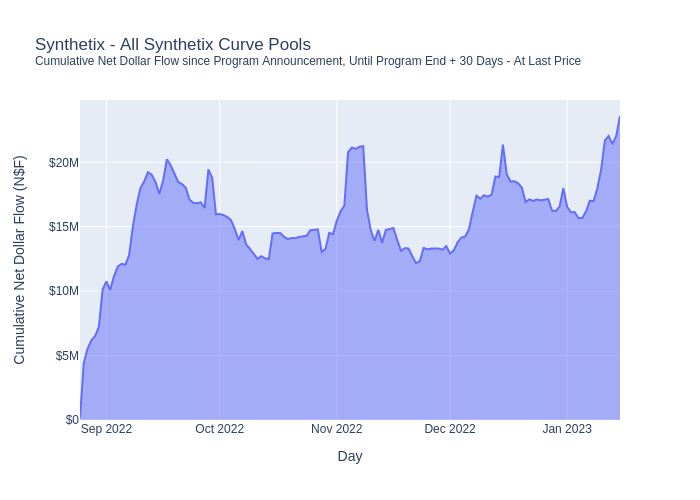 Synthetix - All Synthetix Curve Pools
Cumulative Net Dollar Flow since Program Announcement, Until Program End + 30 Days - At Last Price
Cumulative Net Dollar Flow (N$F)
$20M
$15M
$10M
$5M
$0
Sep 2022 Oct 2022 Nov 2022 Dec 2022 Jan 2023
Day